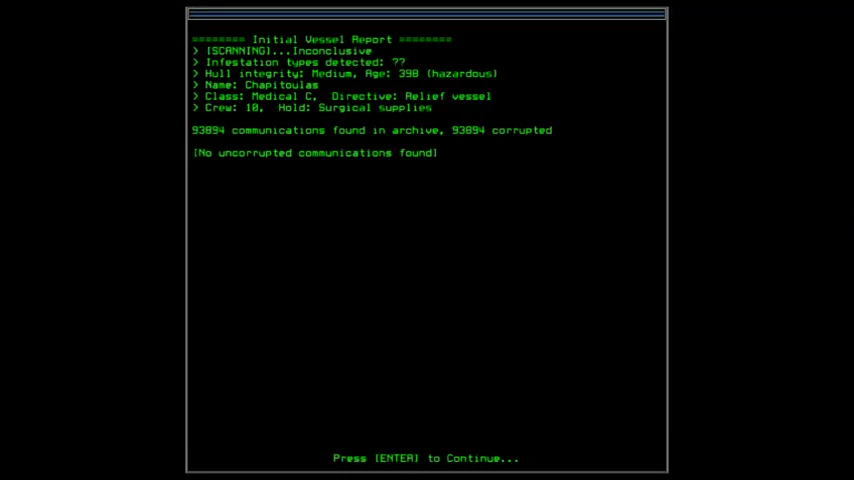 ======== Initial Vessel Report ========
> [SCANNING]...Inconclusive
> Infestation types detected: ??
> Hull integrity: Medium, Age: 398 (hazardous)
> Name: Chapitoulas
> Class: Medical C,  Directive: Relief vessel
> Crew: 10,  Hold: Surgical supplies
93894 communications found in archive, 93894 corrupted
[No uncorrupted communications found]
Press [ENTER] to Continue...